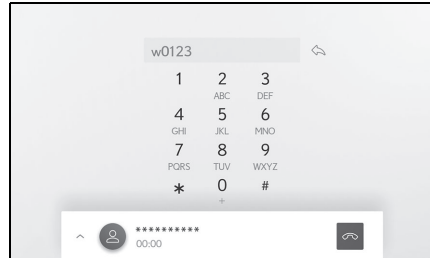 w0123
1 2 3
ABC DEF
4 5 6
GHI JKL MNO
7 8 9
PQRS TUV WXYZ
* 0 #
+
**********
00:00